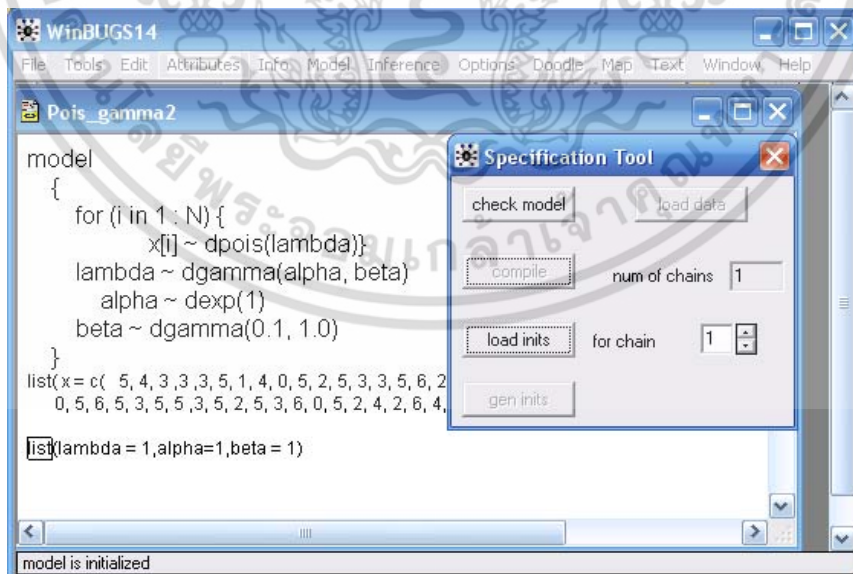 WinBUGS14
File Tools Edit Attributes Info Model Inference Options Doodle Map Text Window Help
Pois_gamma2
model
{
for (i in 1 : N) {
x[i] ~ dpois(lambda)}
lambda ~ dgamma(alpha, beta)
alpha ~ dexp(1)
beta ~ dgamma(0.1, 1.0)
}
list( x = c( 5, 4, 3 ,3 ,3, 5, 1, 4, 0, 5, 2, 5, 3, 3, 5, 6, 2
0, 5, 6, 5, 3, 5, 5 ,3, 5, 2, 5, 3, 6, 0, 5, 2, 4, 2, 6, 4,
list(lambda = 1,alpha=1,beta = 1)
Specification Tool
check model load data
compile num of chains 1
load inits for chain 1
gen inits
model is initialized